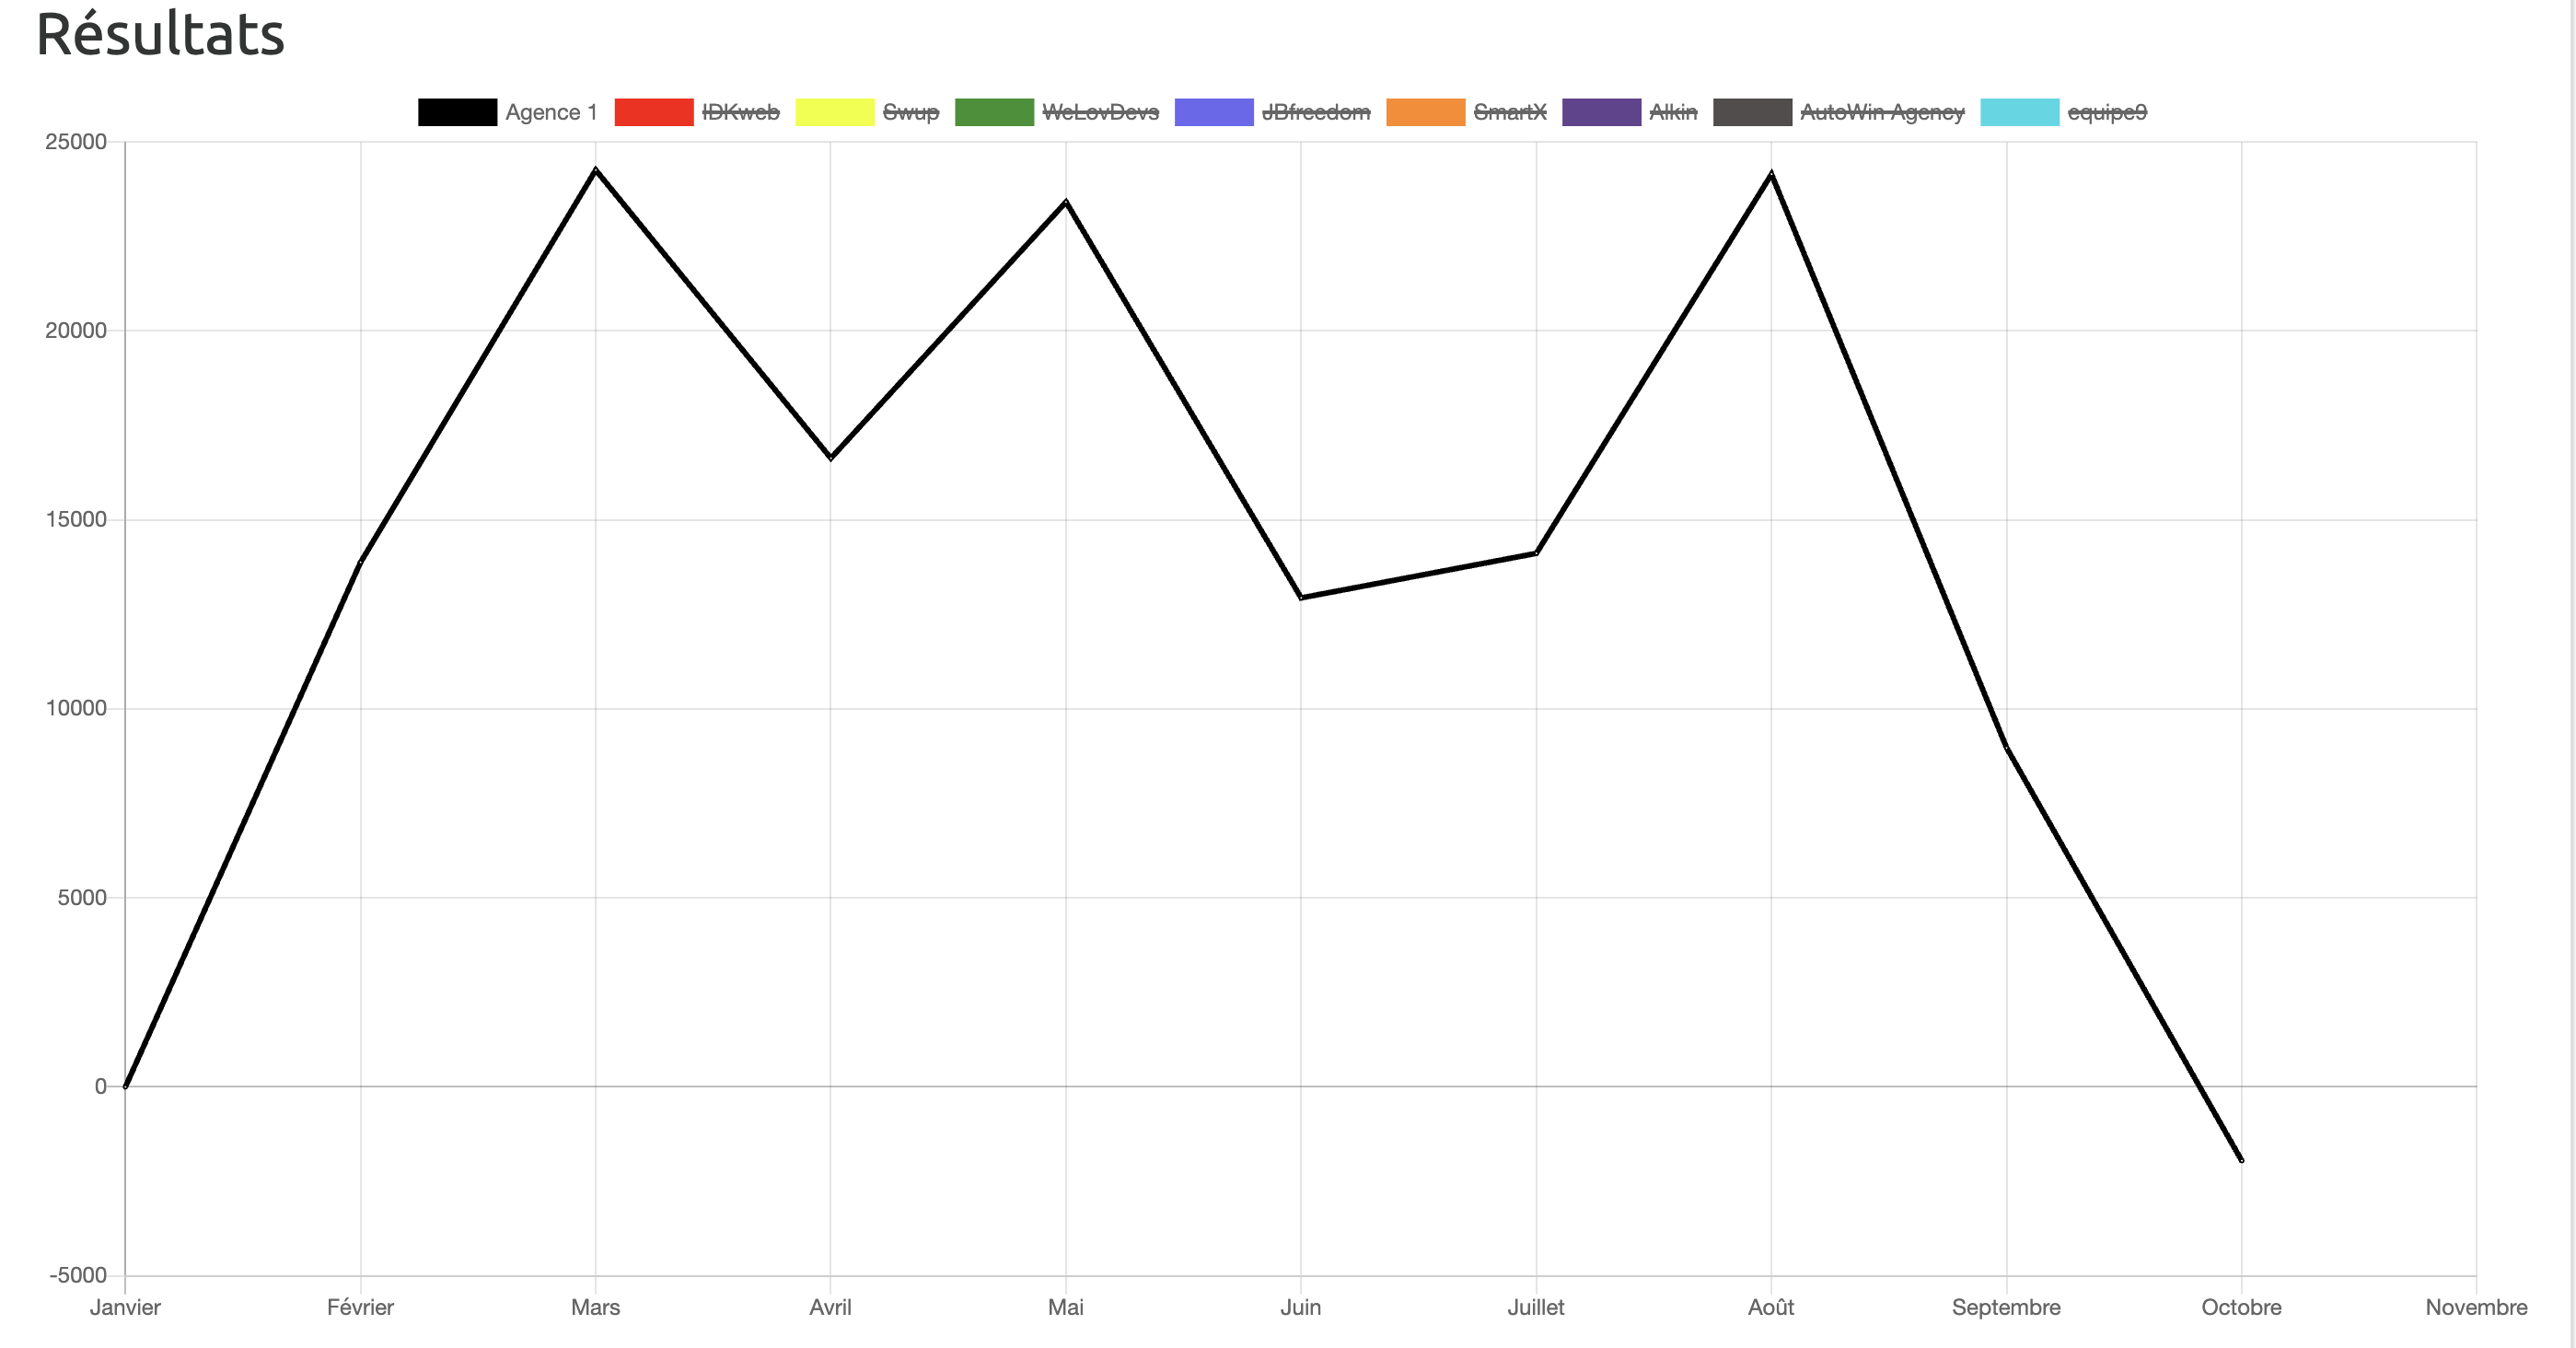 Résultats
Agence 1 IDKweb Swup WeLovDevs JBfreedom SmartX Alkin AutoWin Agency equipe9
25000
20000
15000
10000
5000
0
-5000
Janvier Février Mars Avril Mai Juin Juillet Août Septembre Octobre Novembre